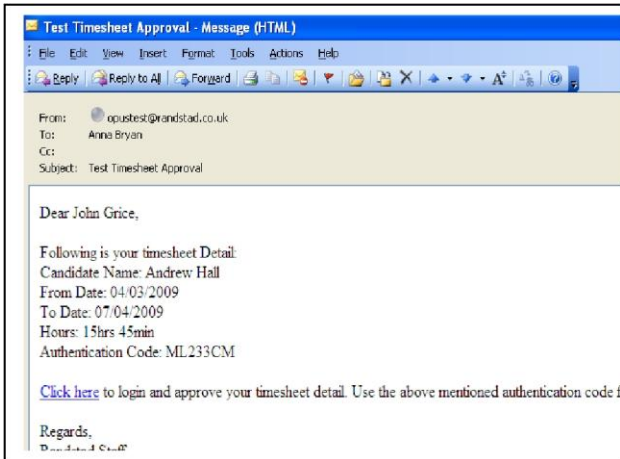 Test Timesheet Approval - Message (HTML)
File Edit View Insert Format Tools Actions Help
Reply Reply to All Forward
From: opustest@randstad.co.uk
To: Anna Bryan
Cc:
Subject: Test Timesheet Approval
Dear John Grice,
Following is your timesheet Detail:
Candidate Name: Andrew Hall
From Date: 04/03/2009
To Date: 07/04/2009
Hours: 15hrs 45min
Authentication Code: ML233CM
Click here to login and approve your timesheet detail. Use the above mentioned authentication code
Regards,
Randstad Staff